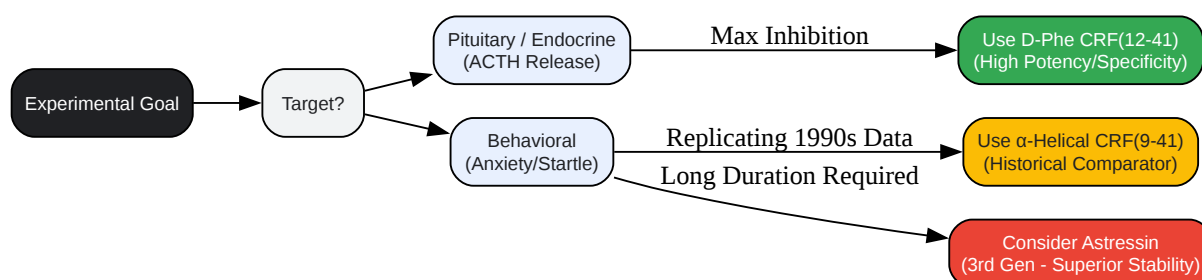 Experimental Goal
Target?
Pituitary / Endocrine
(ACTH Release)
Max Inhibition
Use D-Phe CRF(12-41)
(High Potency/Specificity)
Behavioral
(Anxiety/Startle)
Replicating 1990s Data
Use α-Helical CRF(9-41)
(Historical Comparator)
Long Duration Required
Consider Astressin
(3rd Gen - Superior Stability)